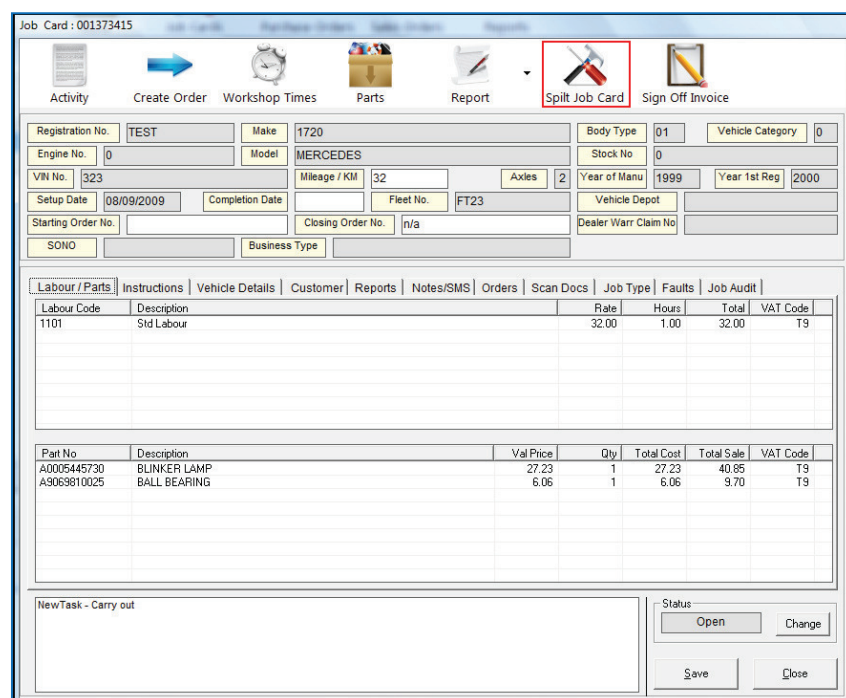 Job Card : 001373415
Job Cards Purchase Orders Sales Orders Reports
Activity Create Order Workshop Times Parts Report Spilt Job Card Sign Off Invoice
Registration No. TEST Make 1720 Body Type 01 Vehicle Category 0
Engine No. 0 Model MERCEDES Stock No 0
VIN No. 323 Mileage / KM 32 Axles 2 Year of Manu 1999 Year 1st Reg 2000
Setup Date 08/09/2009 Completion Date Fleet No. FT23 Vehicle Depot
Starting Order No. Closing Order No. n/a Dealer Warr Claim No
SONO Business Type
Labour / Parts Instructions Vehicle Details Customer Reports Notes/SMS Orders Scan Docs Job Type Faults Job Audit
Labour Code Description Rate Hours Total VAT Code
1101 Std Labour 32.00 1.00 32.00 T9
Part No Description Val Price Qty Total Cost Total Sale VAT Code
A0005445730 BLINKER LAMP 27.23 1 27.23 40.85 T9
A9069810025 BALL BEARING 6.06 1 6.06 9.70 T9
NewTask - Carry out
Status
Open Change
Save Close